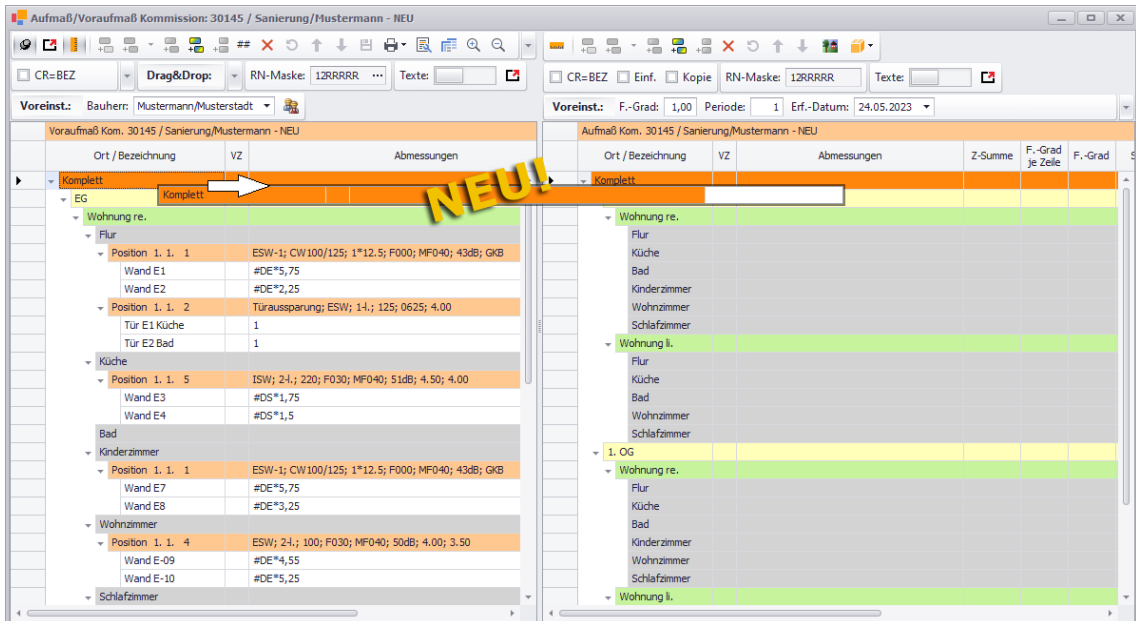 Aufmaß/Voraufmaß Kommission: 30145 / Sanierung/Mustermann - NEU
##
CR=BEZ Drag&Drop: RN-Maske: 12RRRRR ... Texte:
CR=BEZ Einf. Kopie RN-Maske: 12RRRRR Texte:
Voreinst.: Bauherr: Mustermann/Musterstadt
Voreinst.: F.-Grad: 1,00 Periode: 1 Erf.-Datum: 24.05.2023
Voraufmaß Kom. 30145 / Sanierung/Mustermann - NEU
Ort / Bezeichnung VZ Abmessungen
Komplett
Komplett
EG
Wohnung re.
Flur
Position 1. 1. 1 ESW-1; CW100/125; 1*12.5; F000; MF040; 43dB; GKB
Wand E1 #DE*5,75
Wand E2 #DE*2,25
Position 1. 1. 2 Türaussparung; ESW; 1-l.; 125; 0625; 4.00
Tür E1 Küche 1
Tür E2 Bad 1
Küche
Position 1. 1. 5 ISW; 2-l.; 220; F030; MF040; 51dB; 4.50; 4.00
Wand E3 #DS*1,75
Wand E4 #DS*1,5
Bad
Kinderzimmer
Position 1. 1. 1 ESW-1; CW100/125; 1*12.5; F000; MF040; 43dB; GKB
Wand E7 #DE*5,75
Wand E8 #DE*3,25
Wohnzimmer
Position 1. 1. 4 ESW; 2-l.; 100; F030; MF040; 50dB; 4.00; 3.50
Wand E-09 #DE*4,55
Wand E-10 #DE*5,25
Schlafzimmer
NEU!
Aufmaß Kom. 30145 / Sanierung/Mustermann - NEU
Ort / Bezeichnung VZ Abmessungen Z-Summe F.-Grad je Zeile F.-Grad S
Komplett
Wohnung re.
Flur
Küche
Bad
Kinderzimmer
Wohnzimmer
Schlafzimmer
Wohnung li.
Flur
Küche
Bad
Wohnzimmer
Schlafzimmer
1. OG
Wohnung re.
Flur
Küche
Bad
Kinderzimmer
Wohnzimmer
Schlafzimmer
Wohnung li.